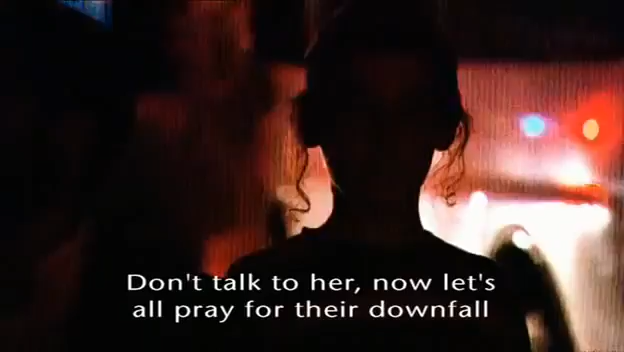 Don't talk to her, now let's
all pray for their downfall